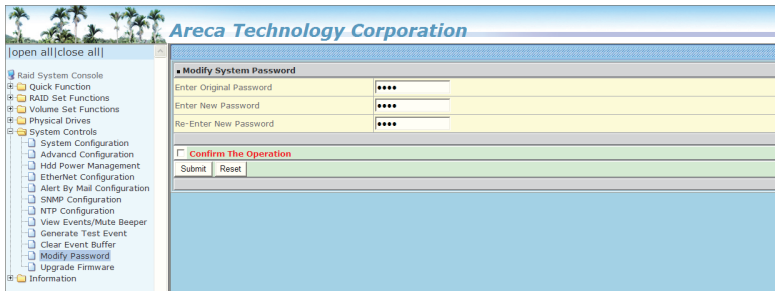 Areca Technology Corporation
|open all|close all|
Raid System Console
Quick Function
RAID Set Functions
Volume Set Functions
Physical Drives
System Controls
System Configuration
Advancd Configuration
Hdd Power Management
EtherNet Configuration
Alert By Mail Configuration
SNMP Configuration
NTP Configuration
View Events/Mute Beeper
Generate Test Event
Clear Event Buffer
Modify Password
Upgrade Firmware
Information
Modify System Password
Enter Original Password ••••
Enter New Password ••••
Re-Enter New Password ••••
Confirm The Operation
Submit Reset